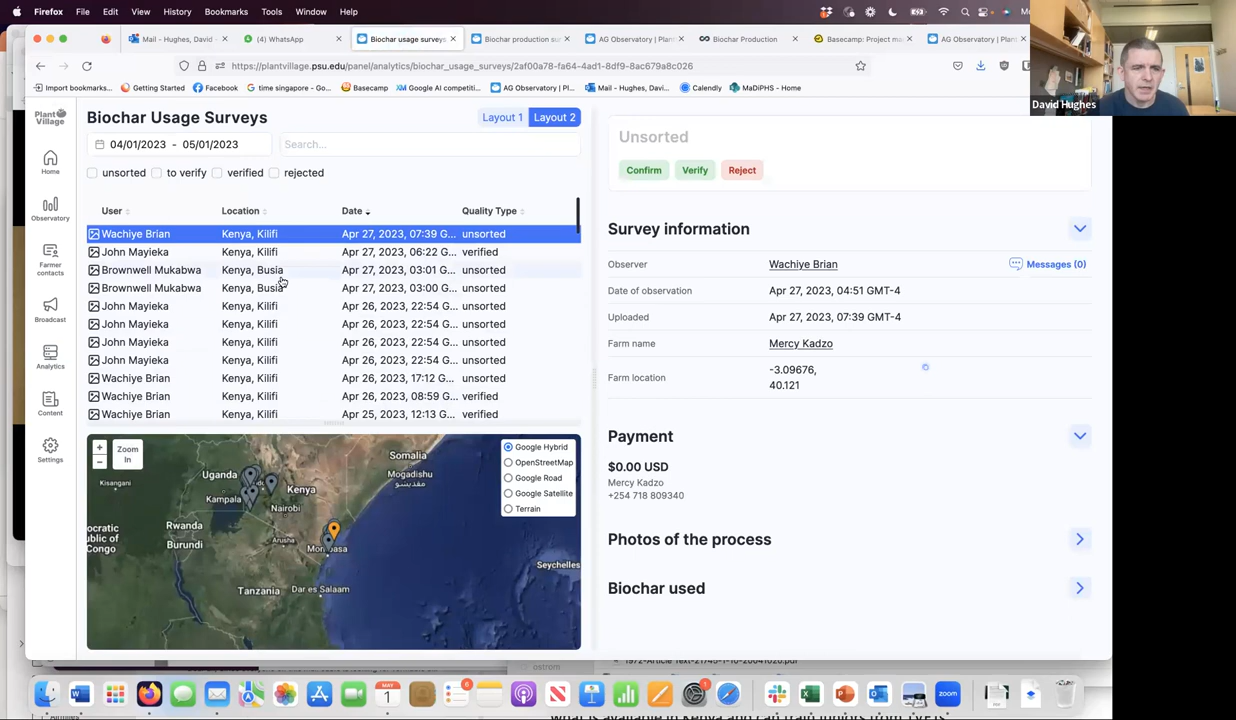 Firefox File Edit View History Bookmarks Tools Window Help
Mail - Hughes, David
(4) WhatsApp
Biochar usage surveys
Biochar production su
AG Observatory | Plant
Biochar Production
Basecamp: Project ma
AG Observatory | Plant
https://plantvillage.psu.edu/panel/analytics/biochar_usage_surveys/2af00a78-fa64-4ad1-8df9-8ac679a8c026
Import bookmarks... Getting Started Facebook time singapore - Go... Basecamp Google AI competiti... AG Observatory | Pl... Mail - Hughes, Davi... Calendly MaDiPHS - Home
David Hughes
Plant Village
Home
Observatory
Farmer contacts
Broadcast
Analytics
Content
Settings
Biochar Usage Surveys
Layout 1 Layout 2
04/01/2023 - 05/01/2023
Search...
unsorted to verify verified rejected
User Location Date Quality Type
Wachiye Brian Kenya, Kilifi Apr 27, 2023, 07:39 G... unsorted
John Mayieka Kenya, Kilifi Apr 27, 2023, 06:22 G... verified
Brownwell Mukabwa Kenya, Busia Apr 27, 2023, 03:01 G... unsorted
Brownwell Mukabwa Kenya, Busia Apr 27, 2023, 03:00 G... unsorted
John Mayieka Kenya, Kilifi Apr 26, 2023, 22:54 G... unsorted
John Mayieka Kenya, Kilifi Apr 26, 2023, 22:54 G... unsorted
John Mayieka Kenya, Kilifi Apr 26, 2023, 22:54 G... unsorted
John Mayieka Kenya, Kilifi Apr 26, 2023, 22:54 G... unsorted
Wachiye Brian Kenya, Kilifi Apr 26, 2023, 17:12 G... unsorted
Wachiye Brian Kenya, Kilifi Apr 26, 2023, 08:59 G... verified
Wachiye Brian Kenya, Kilifi Apr 25, 2023, 12:13 G... verified
+
-
Zoom In
Google Hybrid
OpenStreetMap
Google Road
Google Satellite
Terrain
Somalia
Mogadishu
مقديشو
Kisangani
Uganda
Kampala
Kenya
Nairobi
ocratic
c of the
Congo
Rwanda
Burundi
Arusha
Mombasa
Seychelles
Tanzania
Dar es Salaam
Unsorted
Confirm Verify Reject
Survey information
Observer Wachiye Brian Messages (0)
Date of observation Apr 27, 2023, 04:51 GMT-4
Uploaded Apr 27, 2023, 07:39 GMT-4
Farm name Mercy Kadzo
Farm location -3.09676,
40.121
Payment
$0.00 USD
Mercy Kadzo
+254 718 809340
Photos of the process
Biochar used
ostrom
MAY
1
6
1
zoom